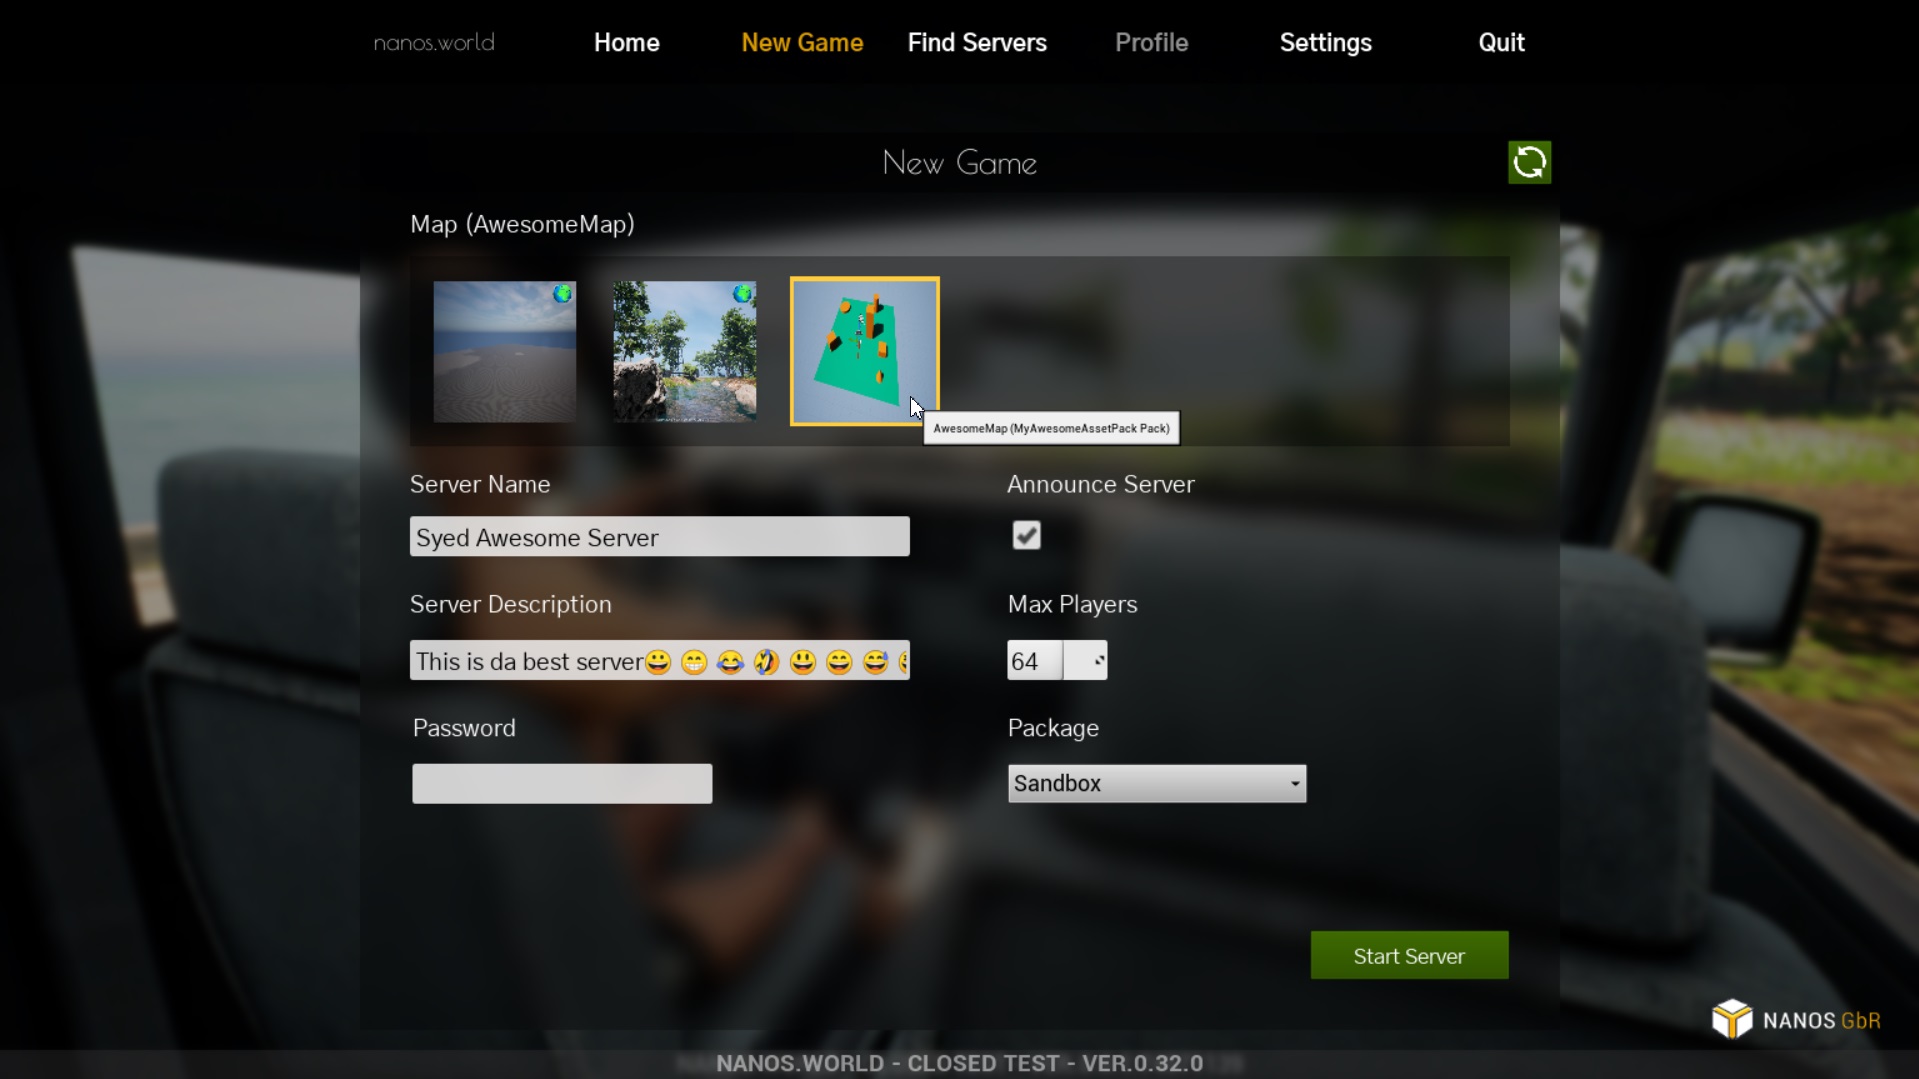 nanos.world
Home
New Game
Find Servers
Profile
Settings
Quit
New Game
Map (AwesomeMap)
AwesomeMap (MyAwesomeAssetPack Pack)
Server Name
Announce Server
Syed Awesome Server
Server Description
Max Players
This is da best server😀 😁 😂 🤣 😃 😄 😅
64
Password
Package
Sandbox
Start Server
NANOS GbR
NANOS.WORLD - CLOSED TEST - VER.0.32.0